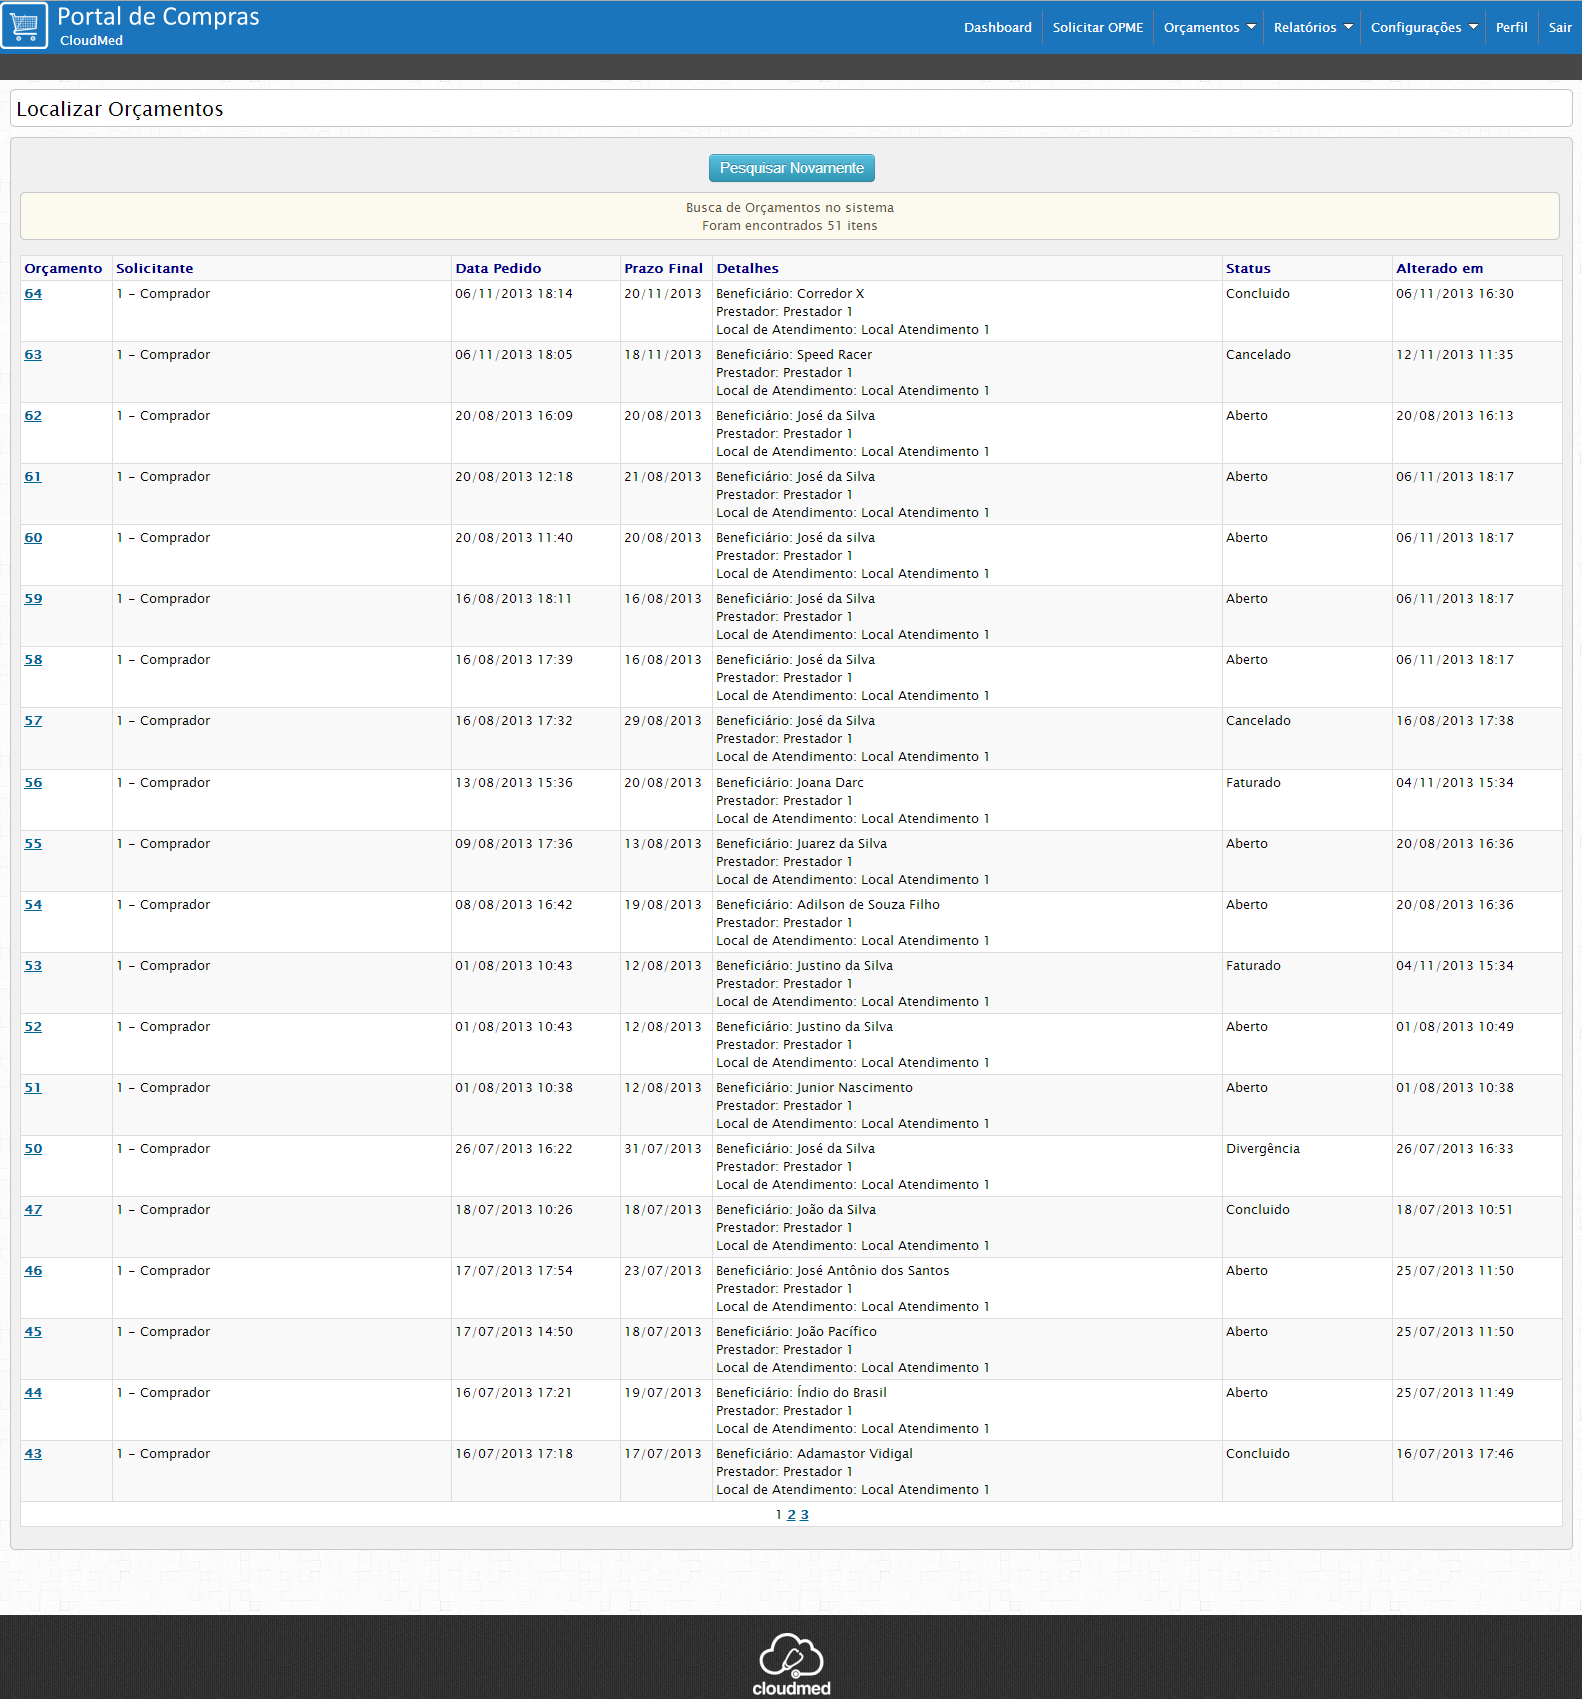 Portal de Compras
CloudMed
Dashboard Solicitar OPME Orçamentos Relatórios Configurações Perfil Sair
Localizar Orçamentos
Pesquisar Novamente
Busca de Orçamentos no sistema
Foram encontrados 51 itens
Orçamento Solicitante Data Pedido Prazo Final Detalhes Status Alterado em
64 1 - Comprador 06/11/2013 18:14 20/11/2013 Beneficiário: Corredor X Concluido 06/11/2013 16:30
Prestador: Prestador 1
Local de Atendimento: Local Atendimento 1
63 1 - Comprador 06/11/2013 18:05 18/11/2013 Beneficiário: Speed Racer Cancelado 12/11/2013 11:35
Prestador: Prestador 1
Local de Atendimento: Local Atendimento 1
62 1 - Comprador 20/08/2013 16:09 20/08/2013 Beneficiário: José da Silva Aberto 20/08/2013 16:13
Prestador: Prestador 1
Local de Atendimento: Local Atendimento 1
61 1 - Comprador 20/08/2013 12:18 21/08/2013 Beneficiário: José da Silva Aberto 06/11/2013 18:17
Prestador: Prestador 1
Local de Atendimento: Local Atendimento 1
60 1 - Comprador 20/08/2013 11:40 20/08/2013 Beneficiário: José da silva Aberto 06/11/2013 18:17
Prestador: Prestador 1
Local de Atendimento: Local Atendimento 1
59 1 - Comprador 16/08/2013 18:11 16/08/2013 Beneficiário: José da Silva Aberto 06/11/2013 18:17
Prestador: Prestador 1
Local de Atendimento: Local Atendimento 1
58 1 - Comprador 16/08/2013 17:39 16/08/2013 Beneficiário: José da Silva Aberto 06/11/2013 18:17
Prestador: Prestador 1
Local de Atendimento: Local Atendimento 1
57 1 - Comprador 16/08/2013 17:32 29/08/2013 Beneficiário: José da Silva Cancelado 16/08/2013 17:38
Prestador: Prestador 1
Local de Atendimento: Local Atendimento 1
56 1 - Comprador 13/08/2013 15:36 20/08/2013 Beneficiário: Joana Darc Faturado 04/11/2013 15:34
Prestador: Prestador 1
Local de Atendimento: Local Atendimento 1
55 1 - Comprador 09/08/2013 17:36 13/08/2013 Beneficiário: Juarez da Silva Aberto 20/08/2013 16:36
Prestador: Prestador 1
Local de Atendimento: Local Atendimento 1
54 1 - Comprador 08/08/2013 16:42 19/08/2013 Beneficiário: Adilson de Souza Filho Aberto 20/08/2013 16:36
Prestador: Prestador 1
Local de Atendimento: Local Atendimento 1
53 1 - Comprador 01/08/2013 10:43 12/08/2013 Beneficiário: Justino da Silva Faturado 04/11/2013 15:34
Prestador: Prestador 1
Local de Atendimento: Local Atendimento 1
52 1 - Comprador 01/08/2013 10:43 12/08/2013 Beneficiário: Justino da Silva Aberto 01/08/2013 10:49
Prestador: Prestador 1
Local de Atendimento: Local Atendimento 1
51 1 - Comprador 01/08/2013 10:38 12/08/2013 Beneficiário: Junior Nascimento Aberto 01/08/2013 10:38
Prestador: Prestador 1
Local de Atendimento: Local Atendimento 1
50 1 - Comprador 26/07/2013 16:22 31/07/2013 Beneficiário: José da Silva Divergência 26/07/2013 16:33
Prestador: Prestador 1
Local de Atendimento: Local Atendimento 1
47 1 - Comprador 18/07/2013 10:26 18/07/2013 Beneficiário: João da Silva Concluido 18/07/2013 10:51
Prestador: Prestador 1
Local de Atendimento: Local Atendimento 1
46 1 - Comprador 17/07/2013 17:54 23/07/2013 Beneficiário: José Antônio dos Santos Aberto 25/07/2013 11:50
Prestador: Prestador 1
Local de Atendimento: Local Atendimento 1
45 1 - Comprador 17/07/2013 14:50 18/07/2013 Beneficiário: João Pacífico Aberto 25/07/2013 11:50
Prestador: Prestador 1
Local de Atendimento: Local Atendimento 1
44 1 - Comprador 16/07/2013 17:21 19/07/2013 Beneficiário: Índio do Brasil Aberto 25/07/2013 11:49
Prestador: Prestador 1
Local de Atendimento: Local Atendimento 1
43 1 - Comprador 16/07/2013 17:18 17/07/2013 Beneficiário: Adamastor Vidigal Concluido 16/07/2013 17:46
Prestador: Prestador 1
Local de Atendimento: Local Atendimento 1
1 2 3
cloudmed